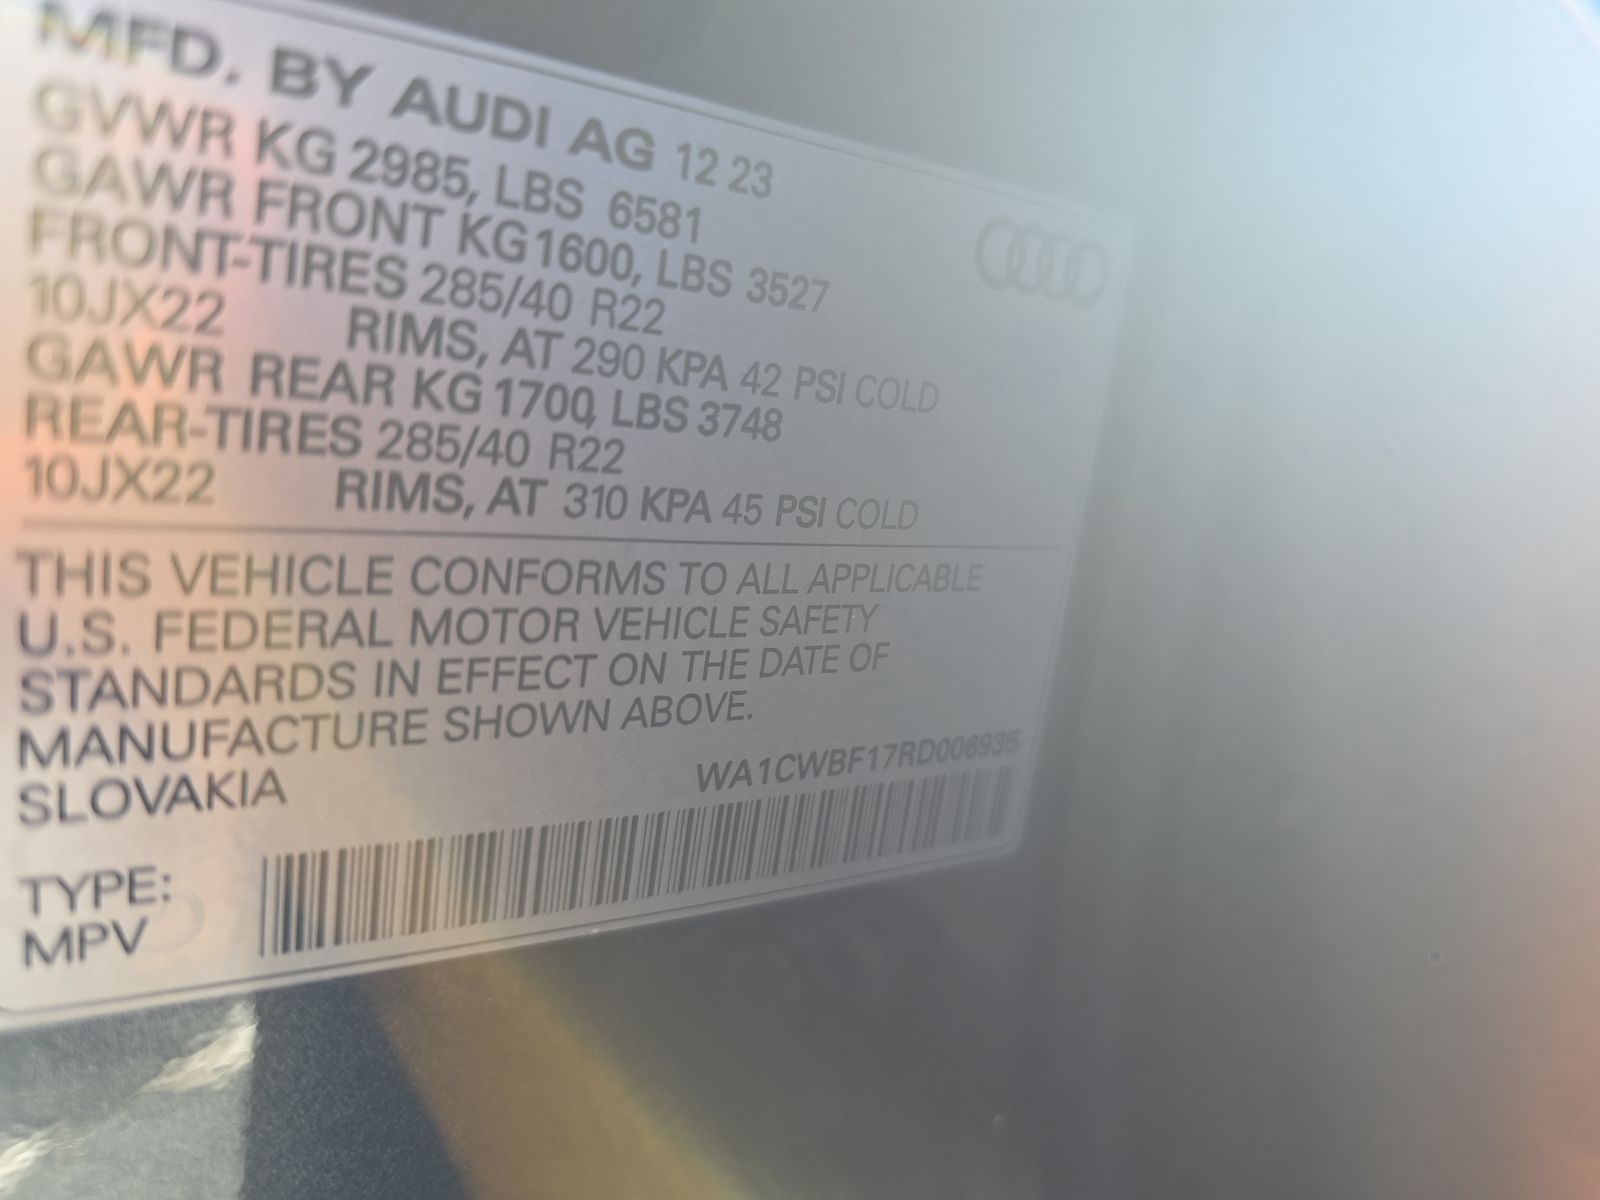 MFD. BY AUDI AG 12 23
GVWR KG 2985, LBS 6581
GAWR FRONT KG 1600, LBS 3527
FRONT-TIRES 285/40 R22
10JX22 RIMS, AT 290 KPA 42 PSI COLD
GAWR REAR KG 1700, LBS 3748
REAR-TIRES 285/40 R22
10JX22 RIMS, AT 310 KPA 45 PSI COLD
THIS VEHICLE CONFORMS TO ALL APPLICABLE
U.S. FEDERAL MOTOR VEHICLE SAFETY
STANDARDS IN EFFECT ON THE DATE OF
MANUFACTURE SHOWN ABOVE.
SLOVAKIA
WA1CWBF17RD006935
TYPE:
MPV